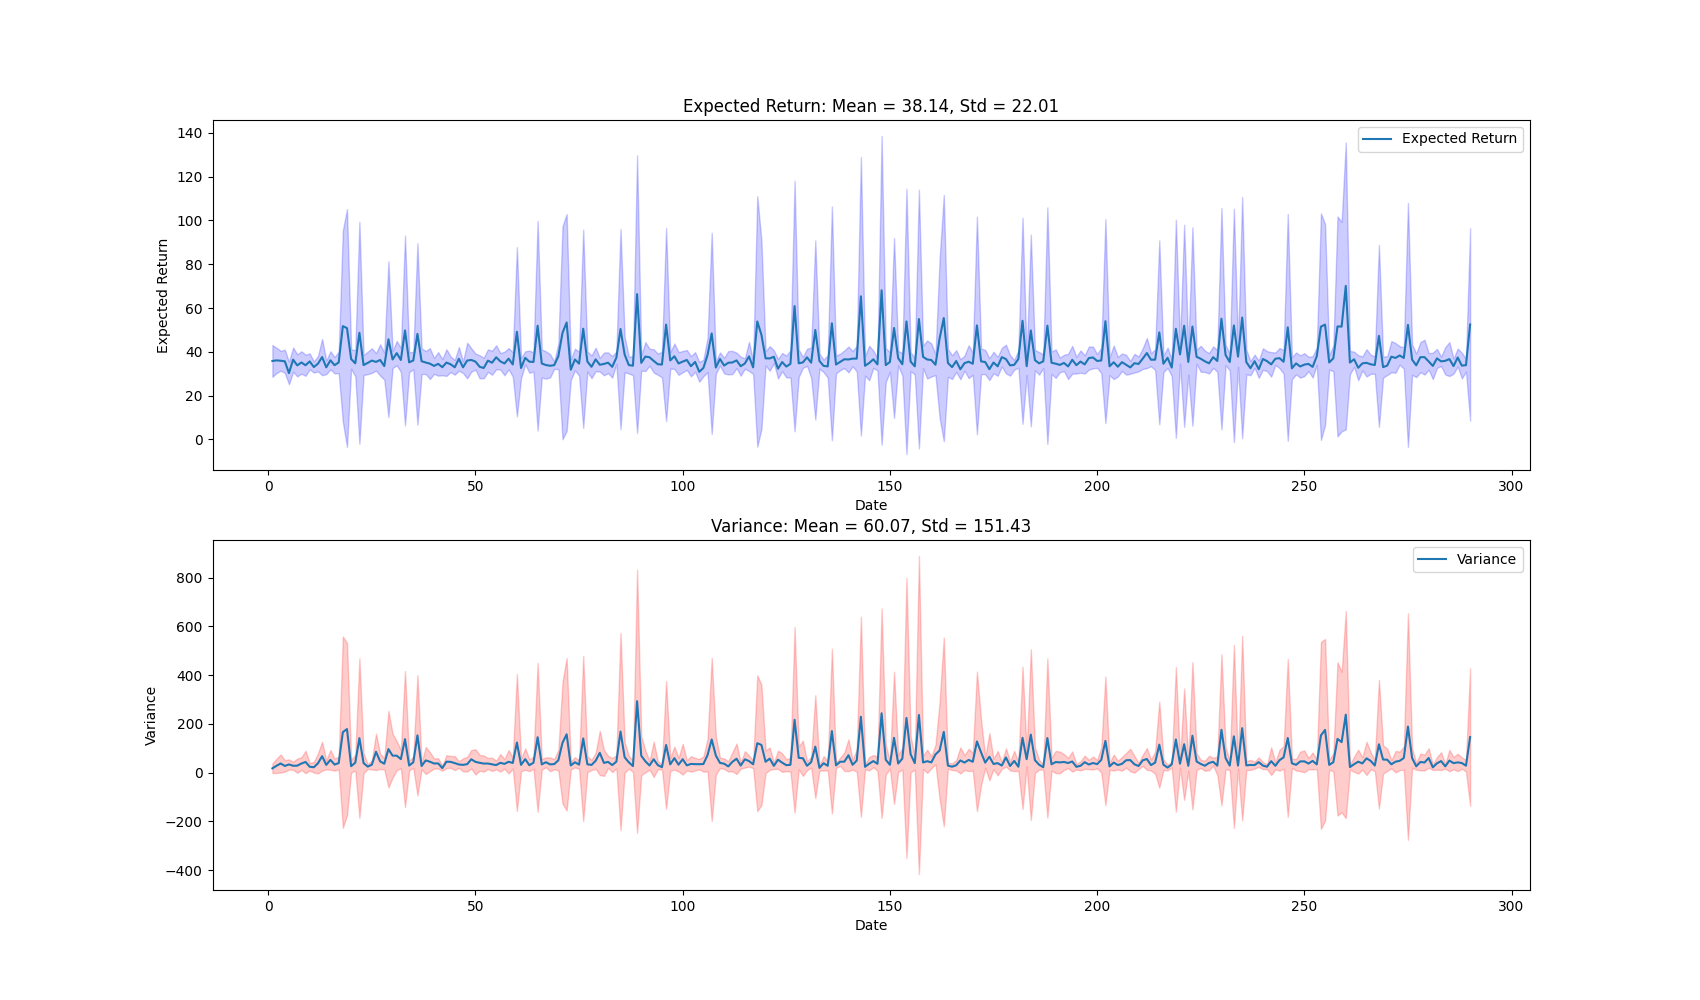 Expected Return: Mean = 38.14, Std = 22.01
Expected Return
140
120
100
80
60
40
20
0
Expected Return
0 50 100 150 200 250 300
Date
Variance: Mean = 60.07, Std = 151.43
Variance
800
600
400
200
0
−200
−400
Variance
0 50 100 150 200 250 300
Date